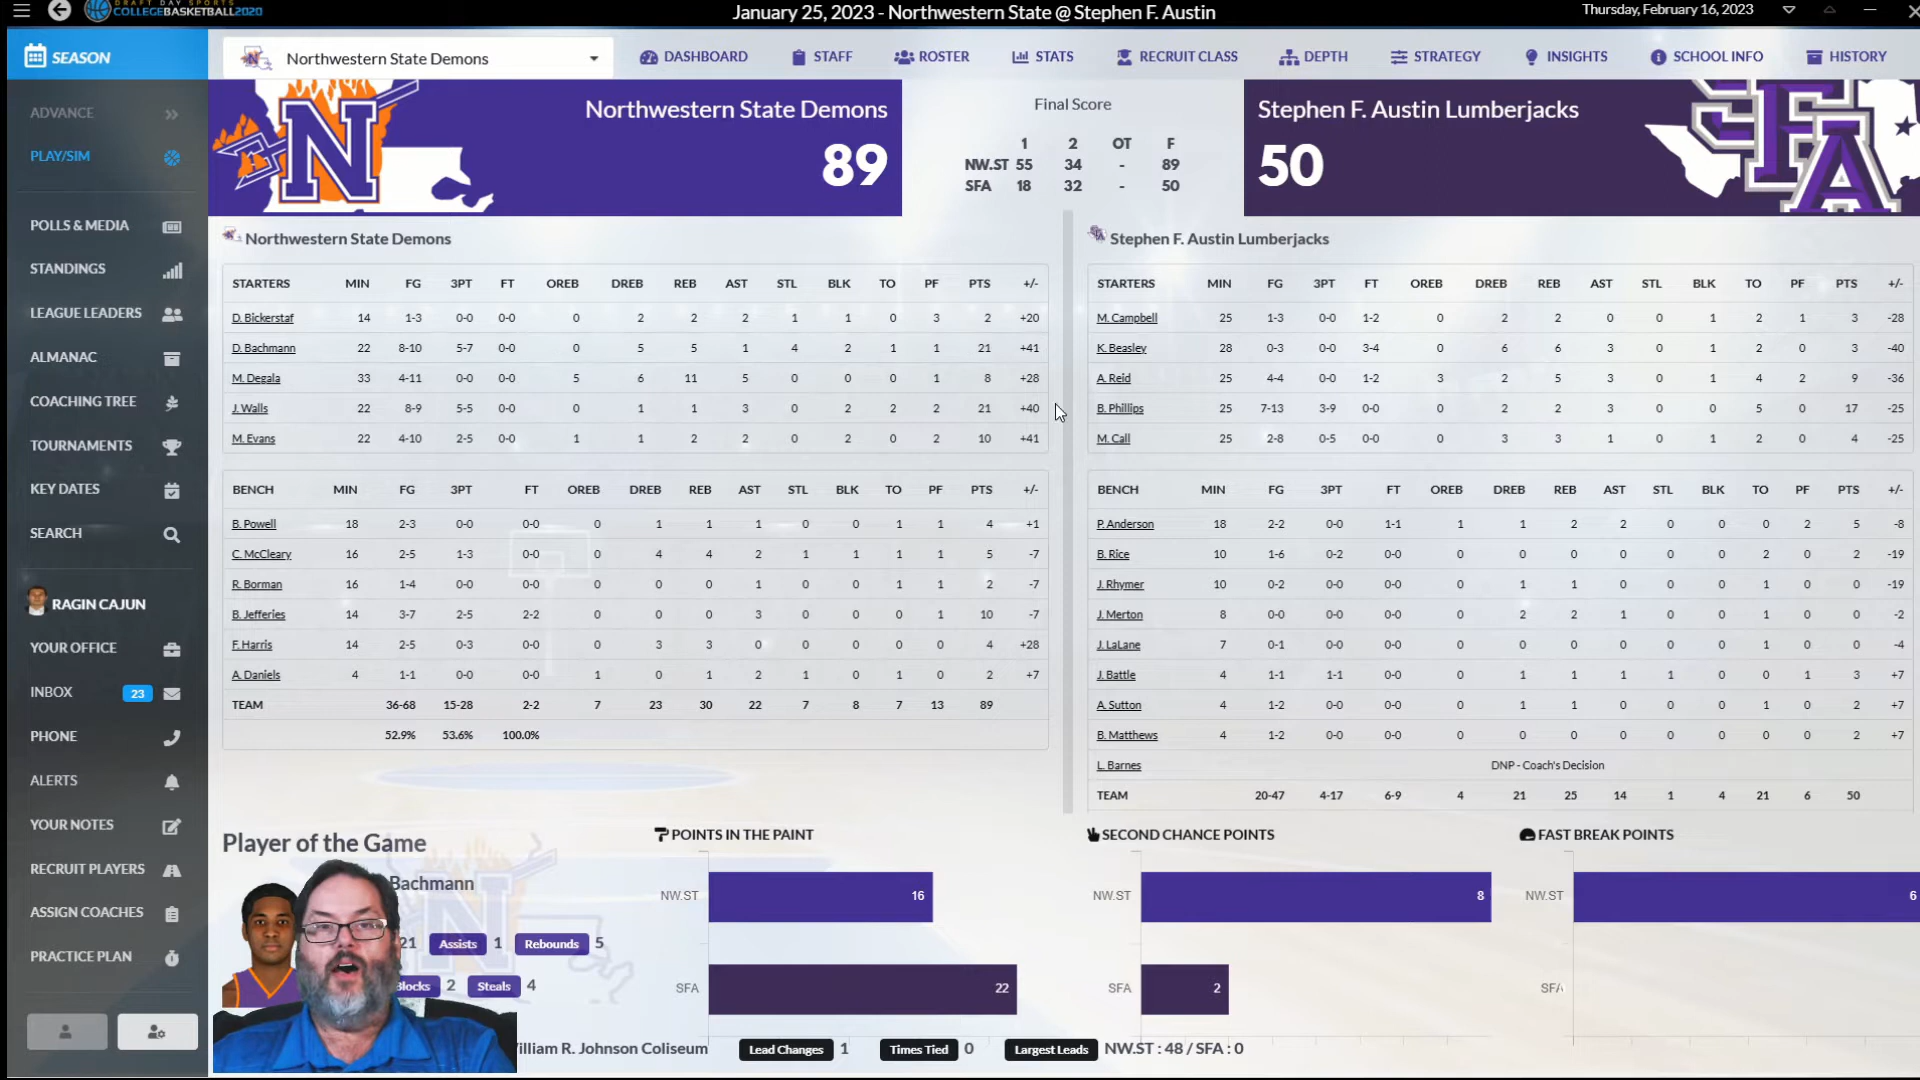 DRAFT DAY SPORTS
COLLEGE BASKETBALL 2020
January 25, 2023 - Northwestern State @ Stephen F. Austin
Thursday, February 16, 2023
SEASON
Northwestern State Demons
DASHBOARD STAFF ROSTER STATS RECRUIT CLASS DEPTH STRATEGY INSIGHTS SCHOOL INFO HISTORY
ADVANCE
PLAY/SIM
POLLS & MEDIA
STANDINGS
LEAGUE LEADERS
ALMANAC
COACHING TREE
TOURNAMENTS
KEY DATES
SEARCH
RAGIN CAJUN
YOUR OFFICE
INBOX 23
PHONE
ALERTS
YOUR NOTES
RECRUIT PLAYERS
ASSIGN COACHES
PRACTICE PLAN
N
Northwestern State Demons
89
Final Score
1 2 OT F
NW.ST 55 34 - 89
SFA 18 32 - 50
Stephen F. Austin Lumberjacks
50
SFA
Northwestern State Demons
STARTERS MIN FG 3PT FT OREB DREB REB AST STL BLK TO PF PTS +/-
D. Bickerstaf 14 1-3 0-0 0-0 0 2 2 2 1 1 0 3 2 +20
D. Bachmann 22 8-10 5-7 0-0 0 5 5 1 4 2 1 1 21 +41
M. Degala 33 4-11 0-0 0-0 5 6 11 5 0 0 0 1 8 +28
J. Walls 22 8-9 5-5 0-0 0 1 1 3 0 2 2 2 21 +40
M. Evans 22 4-10 2-5 0-0 1 1 2 2 0 2 0 2 10 +41
BENCH MIN FG 3PT FT OREB DREB REB AST STL BLK TO PF PTS +/-
B. Powell 18 2-3 0-0 0-0 0 1 1 1 0 0 1 1 4 +1
C. McCleary 16 2-5 1-3 0-0 0 4 4 2 1 1 1 1 5 -7
R. Borman 16 1-4 0-0 0-0 0 0 0 1 0 0 1 1 2 -7
B. Jefferies 14 3-7 2-5 2-2 0 0 0 3 0 0 0 1 10 -7
F. Harris 14 2-5 0-3 0-0 0 3 3 0 0 0 0 0 4 +28
A. Daniels 4 1-1 0-0 0-0 1 0 1 2 1 0 1 0 2 +7
TEAM 36-68 15-28 2-2 7 23 30 22 7 8 7 13 89
52.9% 53.6% 100.0%
Stephen F. Austin Lumberjacks
STARTERS MIN FG 3PT FT OREB DREB REB AST STL BLK TO PF PTS +/-
M. Campbell 25 1-3 0-0 1-2 0 2 2 0 0 1 2 1 3 -28
K. Beasley 28 0-3 0-0 3-4 0 6 6 3 0 1 2 0 3 -40
A. Reid 25 4-4 0-0 1-2 3 2 5 3 0 1 4 2 9 -36
B. Phillips 25 7-13 3-9 0-0 0 2 2 3 0 0 5 0 17 -25
M. Call 25 2-8 0-5 0-0 0 3 3 1 0 1 2 0 4 -25
BENCH MIN FG 3PT FT OREB DREB REB AST STL BLK TO PF PTS +/-
P. Anderson 18 2-2 0-0 1-1 1 1 2 2 0 0 0 2 5 -8
B. Rice 10 1-6 0-2 0-0 0 0 0 0 0 0 2 0 2 -19
J. Rhymer 10 0-2 0-0 0-0 0 1 1 0 0 0 1 0 0 -19
J. Merton 8 0-0 0-0 0-0 0 2 2 1 0 0 1 0 0 -2
J. LaLane 7 0-1 0-0 0-0 0 0 0 0 0 0 1 0 0 -4
J. Battle 4 1-1 1-1 0-0 0 1 1 1 1 0 0 1 3 +7
A. Sutton 4 1-2 0-0 0-0 0 1 1 0 0 0 1 0 2 +7
B. Matthews 4 1-2 0-0 0-0 0 0 0 0 0 0 0 0 2 +7
L. Barnes DNP - Coach's Decision
TEAM 20-47 4-17 6-9 4 21 25 14 1 4 21 6 50
Player of the Game
Bachmann
21 Assists 1 Rebounds 5
Blocks 2 Steals 4
POINTS IN THE PAINT
NW.ST 16
SFA 22
SECOND CHANCE POINTS
NW.ST 8
SFA 2
FAST BREAK POINTS
NW.ST 6
SFA
William R. Johnson Coliseum Lead Changes 1 Times Tied 0 Largest Leads NW.ST : 48 / SFA : 0